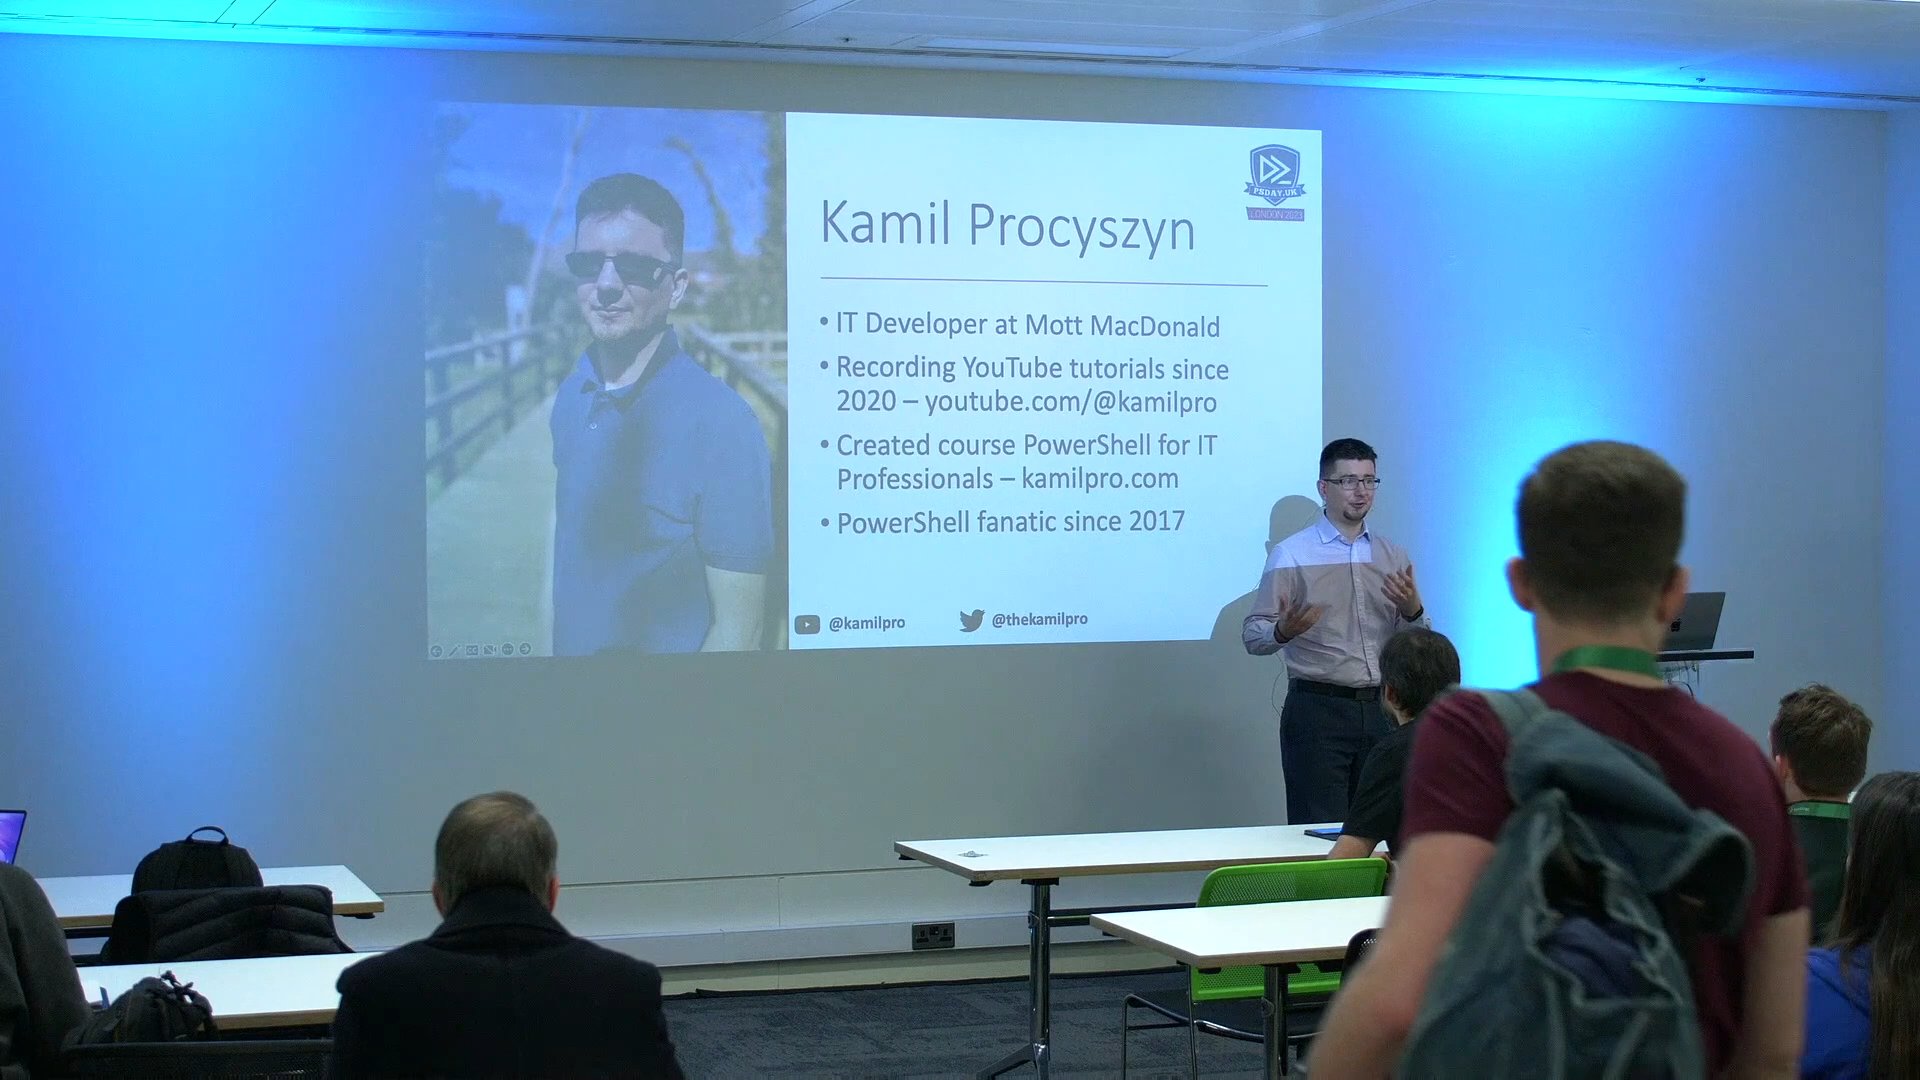 PSDAY.UK
LONDON 2023
Kamil Procyszyn
• IT Developer at Mott MacDonald
• Recording YouTube tutorials since
2020 – youtube.com/@kamilpro
• Created course PowerShell for IT
Professionals – kamilpro.com
• PowerShell fanatic since 2017
@kamilpro
@thekamilpro